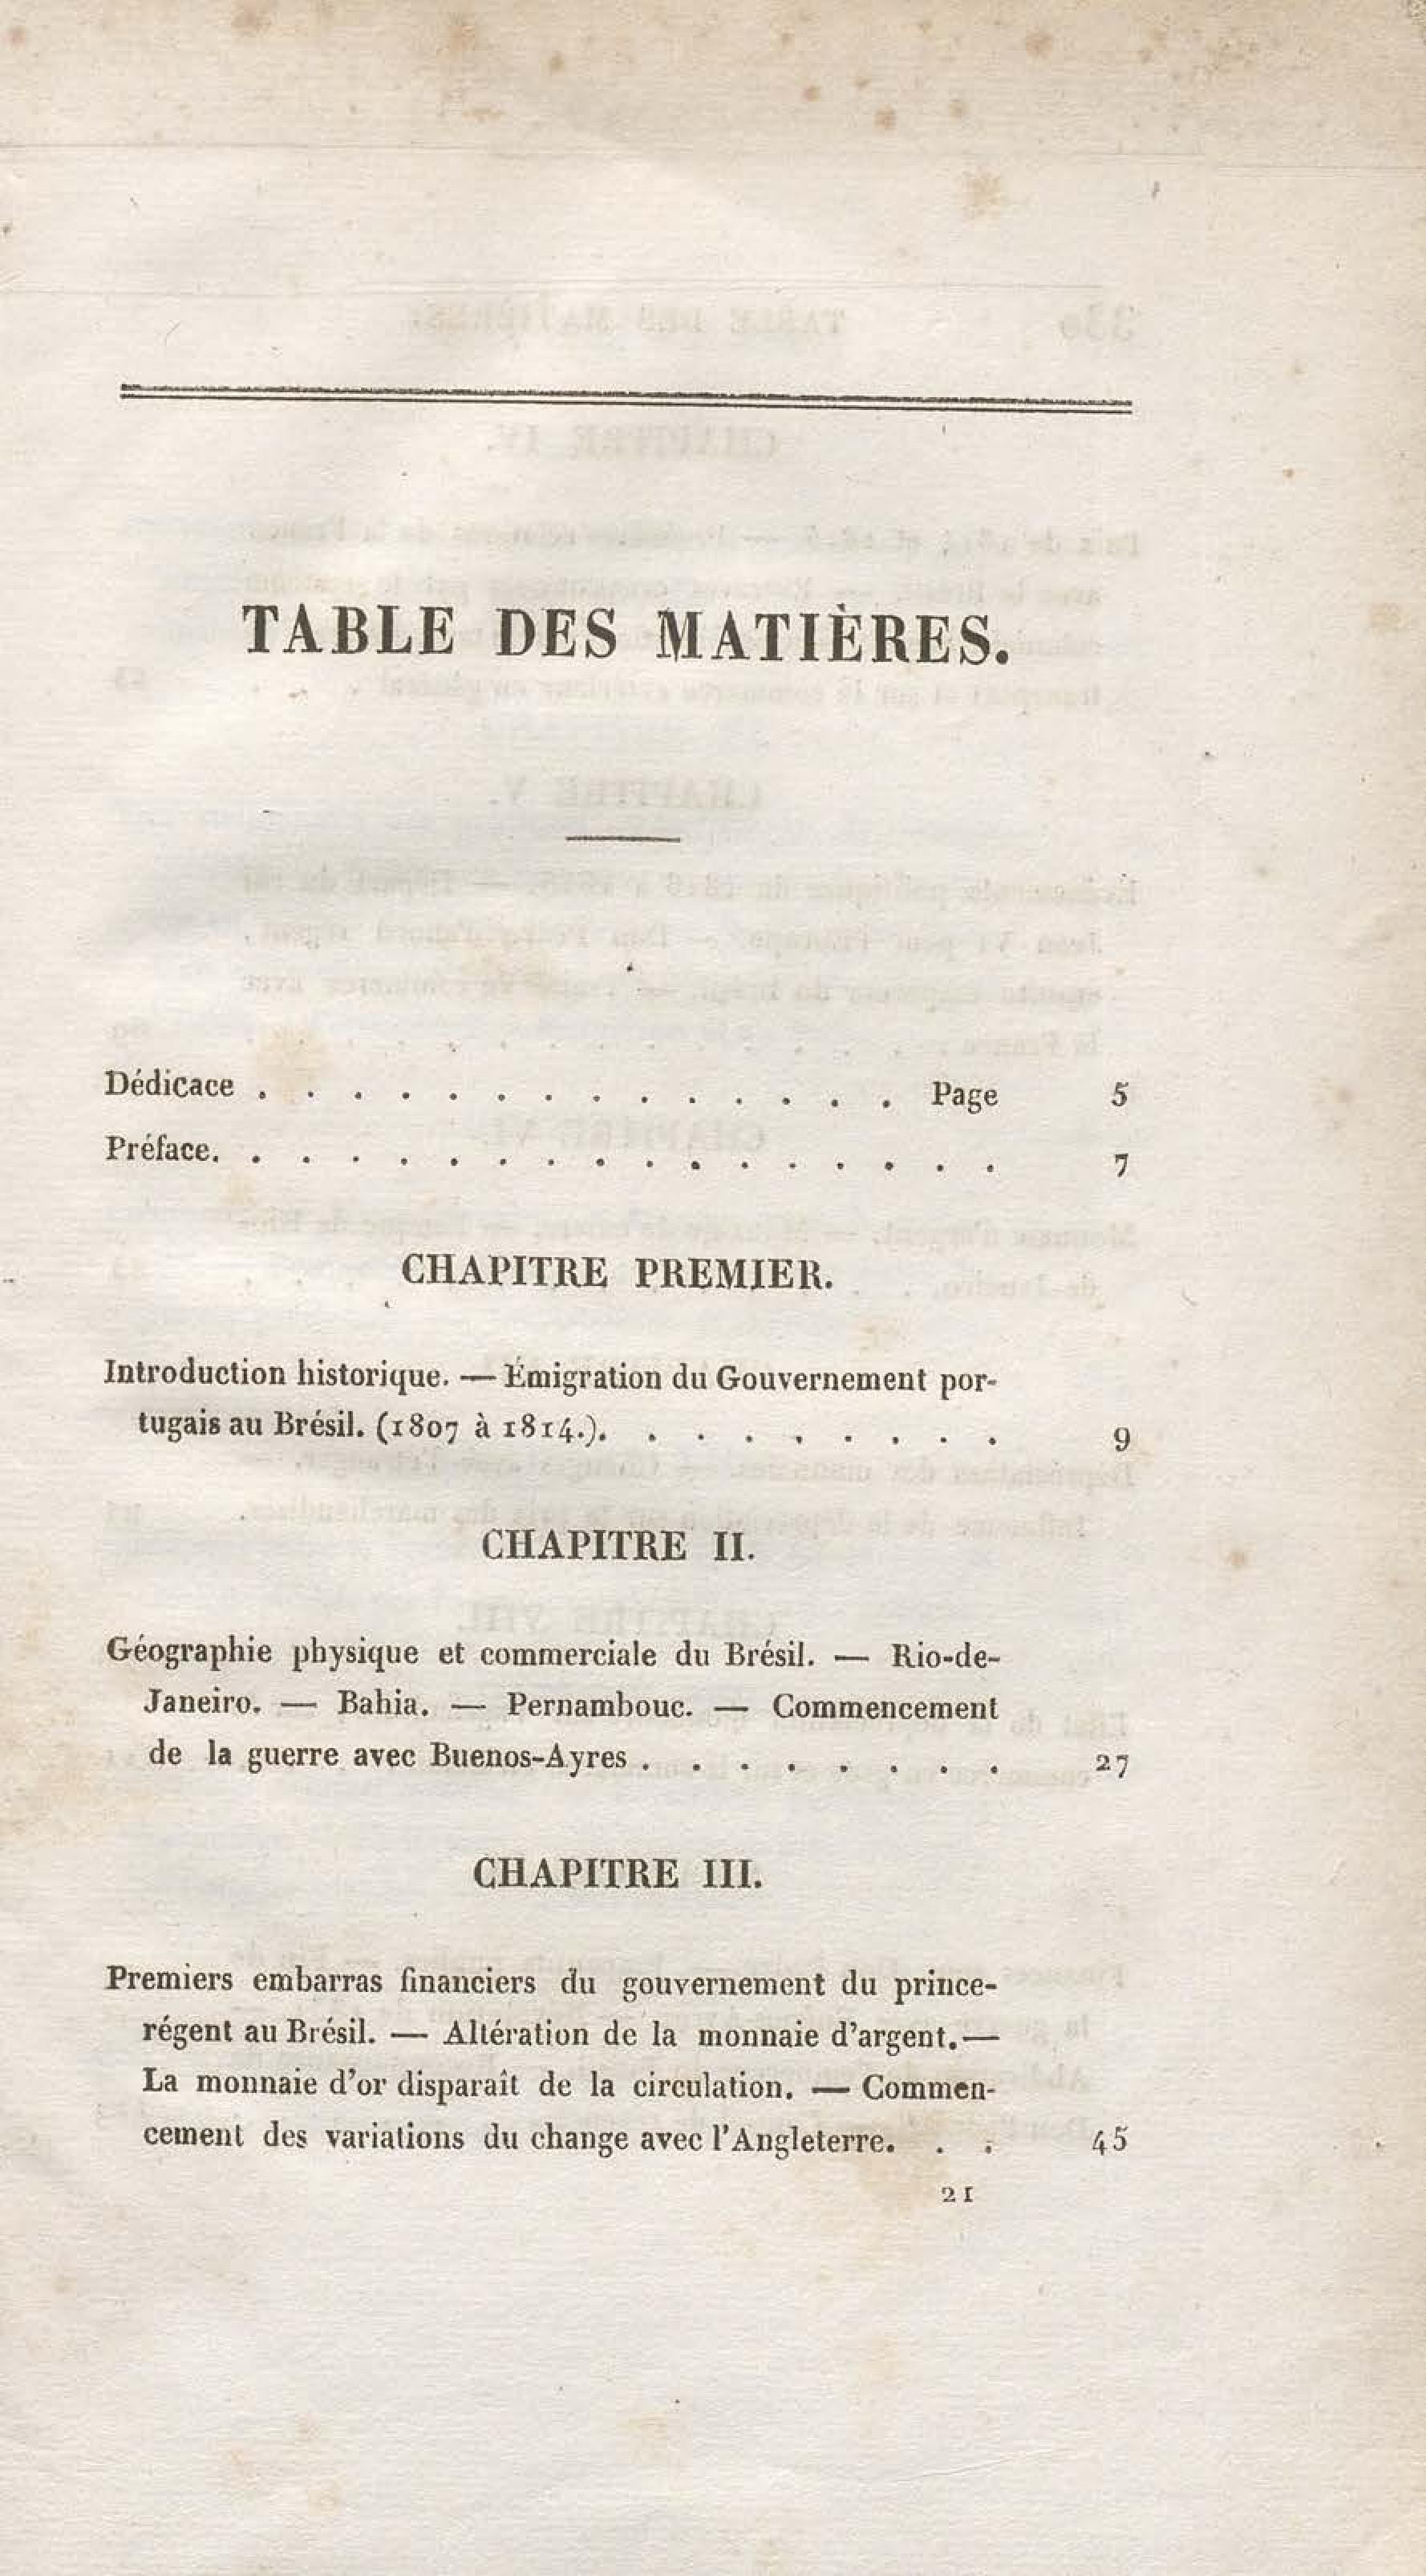 TABLE DES MATIÈRES.
Dédicace . . . . . . . . . . . . . . Page 5
Préface. . . . . . . . . . . . . . . . . 7
CHAPITRE PREMIER.
Introduction historique. — Émigration du Gouvernement por-
tugais au Brésil. (1807 à 1814.). . . . . . . . . 9
CHAPITRE II.
Géographie physique et commerciale du Brésil. — Rio-de-
Janeiro. — Bahia. — Pernambouc. — Commencement
de la guerre avec Buenos-Ayres . . . . . . . . 27
CHAPITRE III.
Premiers embarras financiers du gouvernement du prince-
régent au Brésil. — Altération de la monnaie d'argent. —
La monnaie d'or disparaît de la circulation. — Commen-
cement des variations du change avec l'Angleterre. . . 45
21